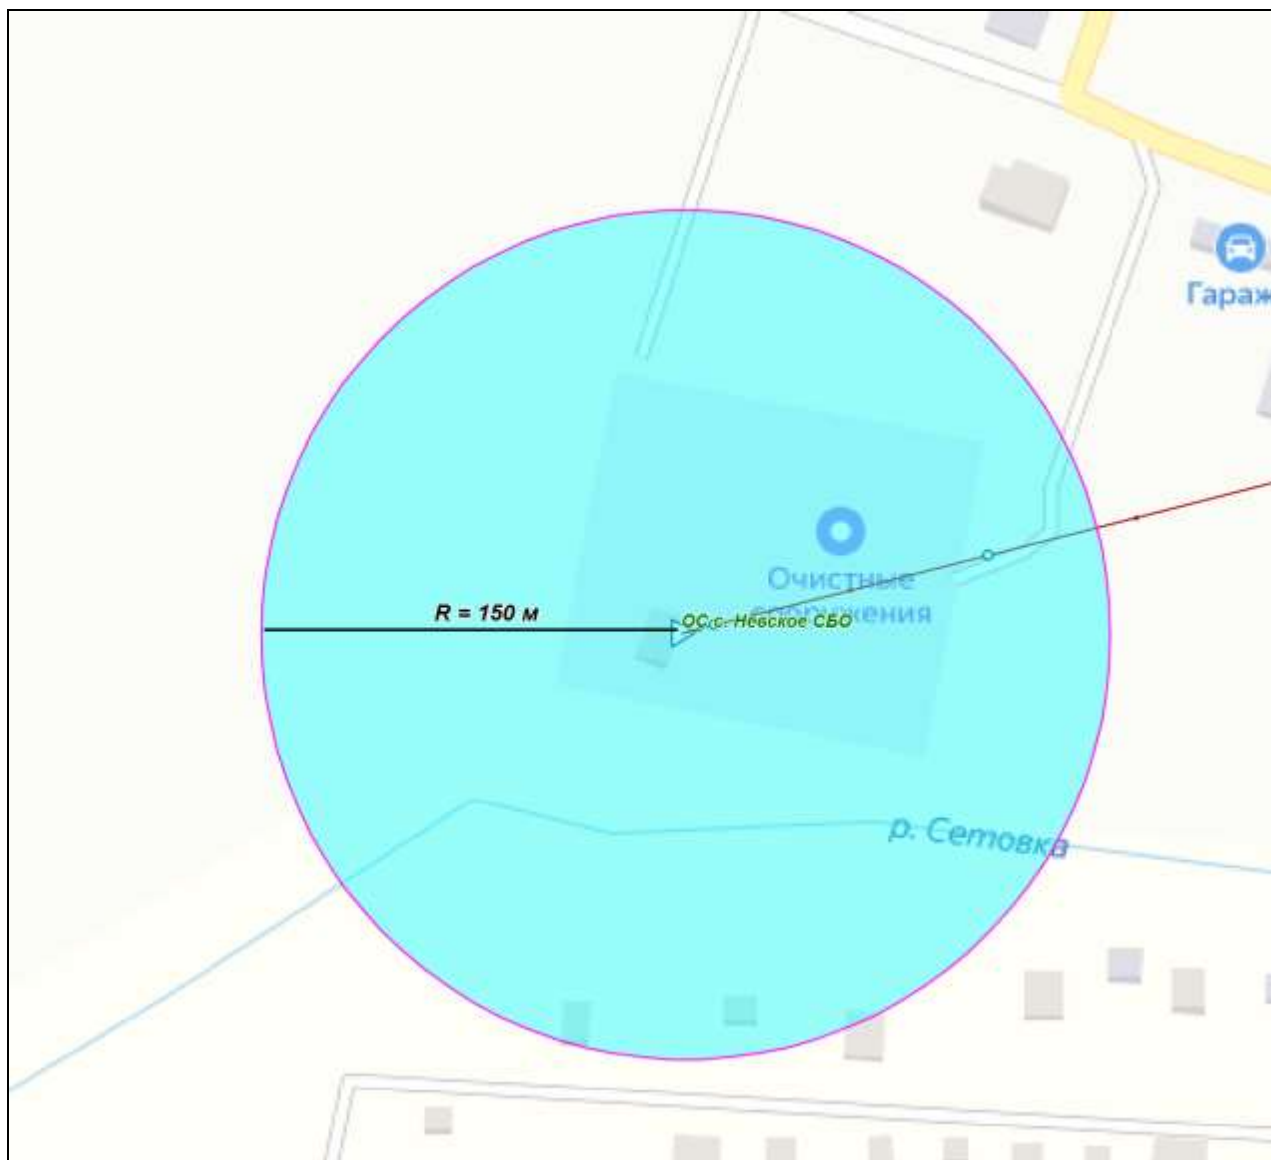 Гараж
Очистные
сооружения
R = 150 м
ОС с. Невское СБО
р. Сетовка